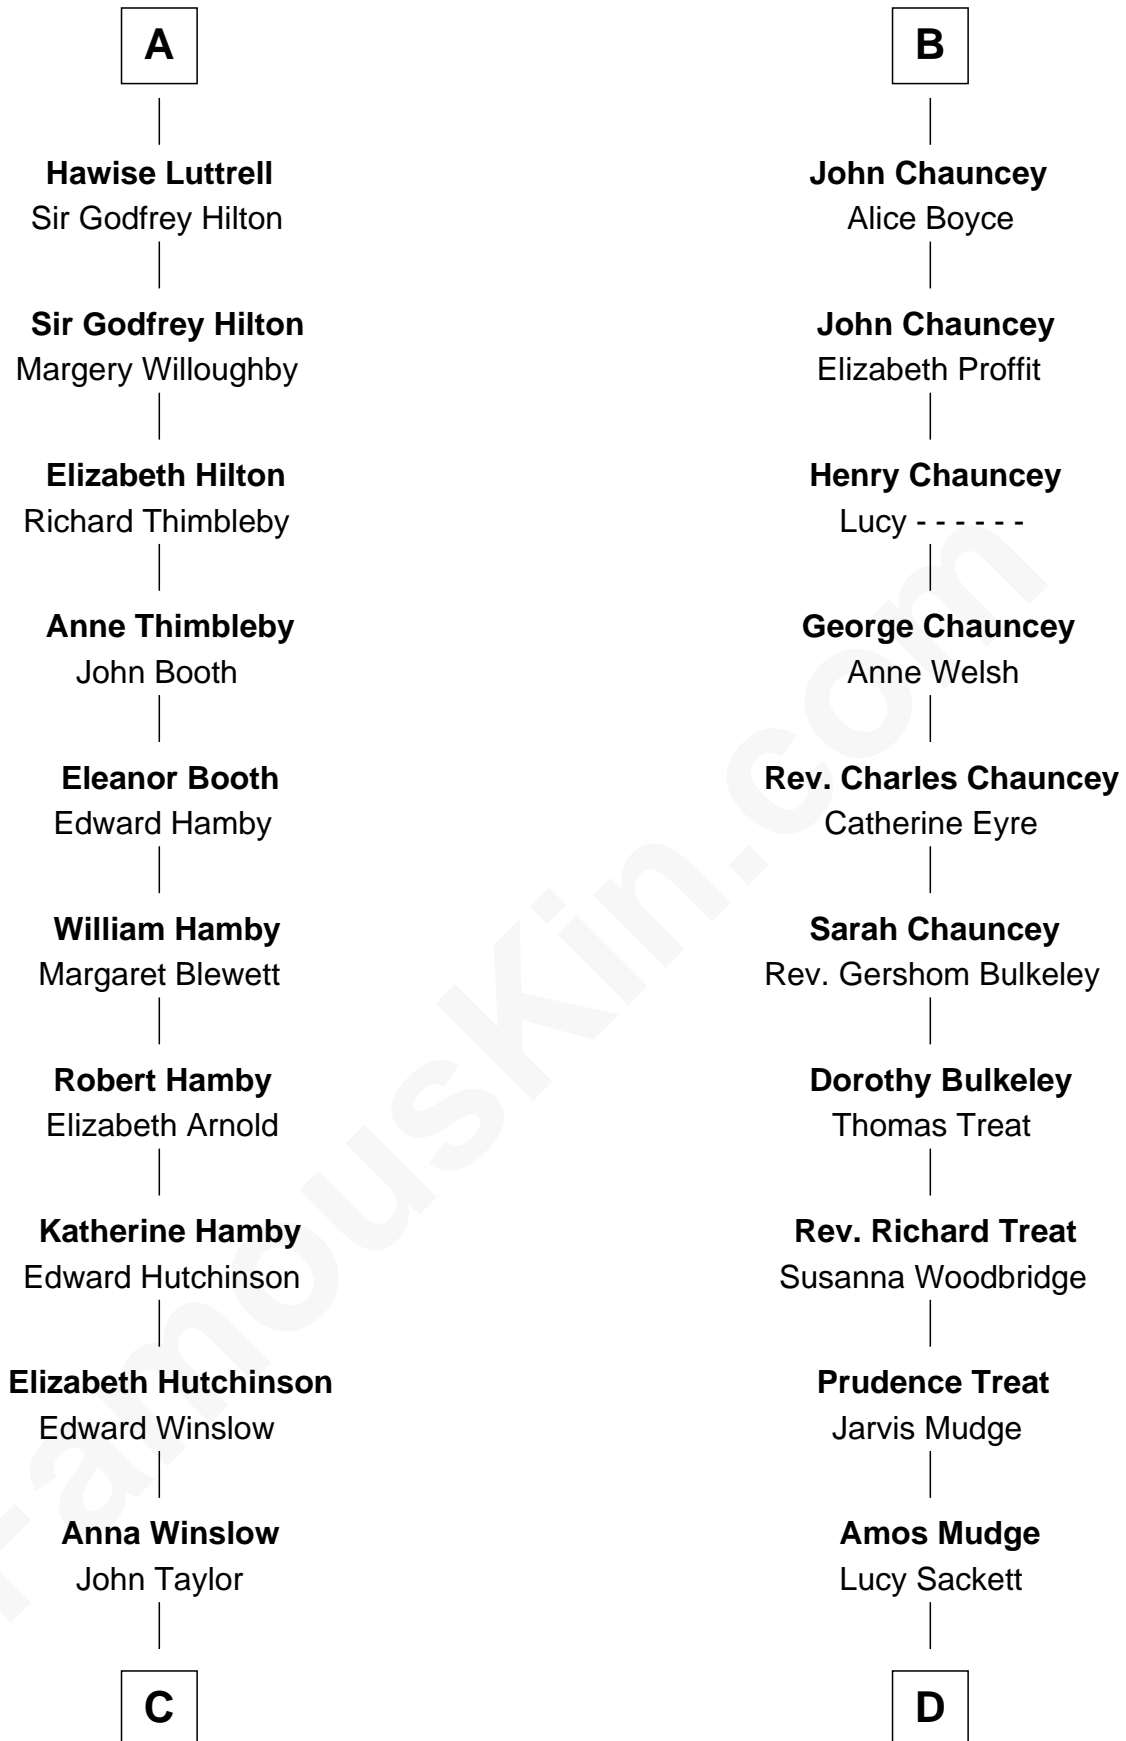 A
Hawise Luttrell
Sir Godfrey Hilton
Sir Godfrey Hilton
Margery Willoughby
Elizabeth Hilton
Richard Thimbleby
Anne Thimbleby
John Booth
Eleanor Booth
Edward Hamby
William Hamby
Margaret Blewett
Robert Hamby
Elizabeth Arnold
Katherine Hamby
Edward Hutchinson
Elizabeth Hutchinson
Edward Winslow
Anna Winslow
John Taylor
C
B
John Chauncey
Alice Boyce
John Chauncey
Elizabeth Proffit
Henry Chauncey
Lucy - - - - - -
George Chauncey
Anne Welsh
Rev. Charles Chauncey
Catherine Eyre
Sarah Chauncey
Rev. Gershom Bulkeley
Dorothy Bulkeley
Thomas Treat
Rev. Richard Treat
Susanna Woodbridge
Prudence Treat
Jarvis Mudge
Amos Mudge
Lucy Sackett
D
FamousKin.com